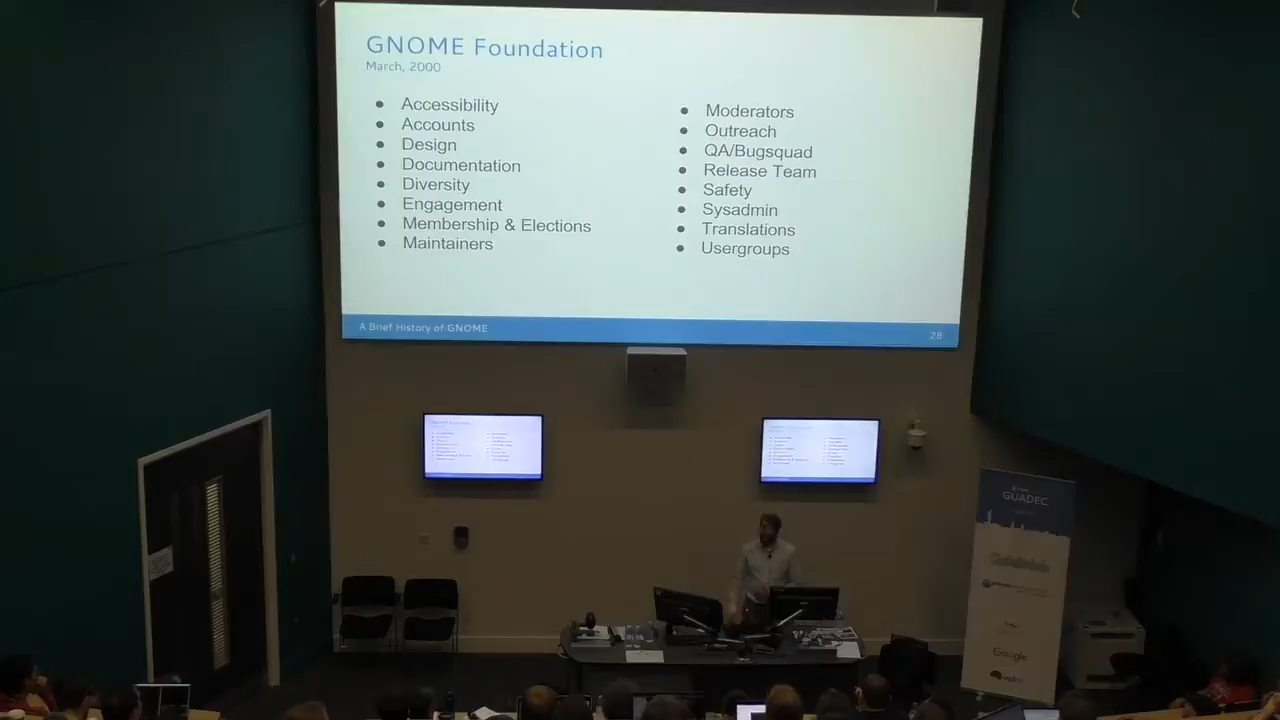 GNOME Foundation
March, 2000
Accessibility
Accounts
Design
Documentation
Diversity
Engagement
Membership & Elections
Maintainers
Moderators
Outreach
QA/Bugsquad
Release Team
Safety
Sysadmin
Translations
Usergroups
A Brief History of GNOME
GUADEC
Google